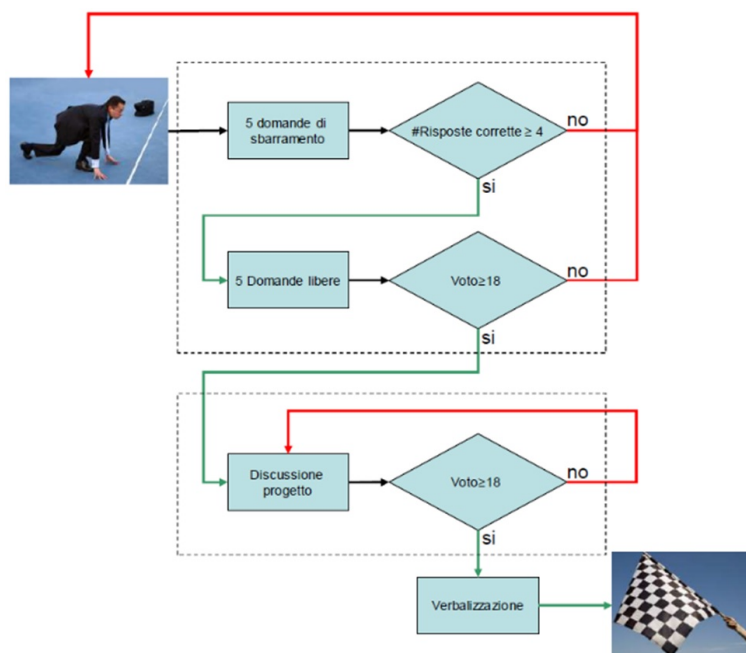 5 domande di
sbarramento
#Risposte corrette ≥ 4
no
si
5 Domande libere
Voto≥18
no
si
Discussione
progetto
Voto≥18
no
si
Verbalizzazione